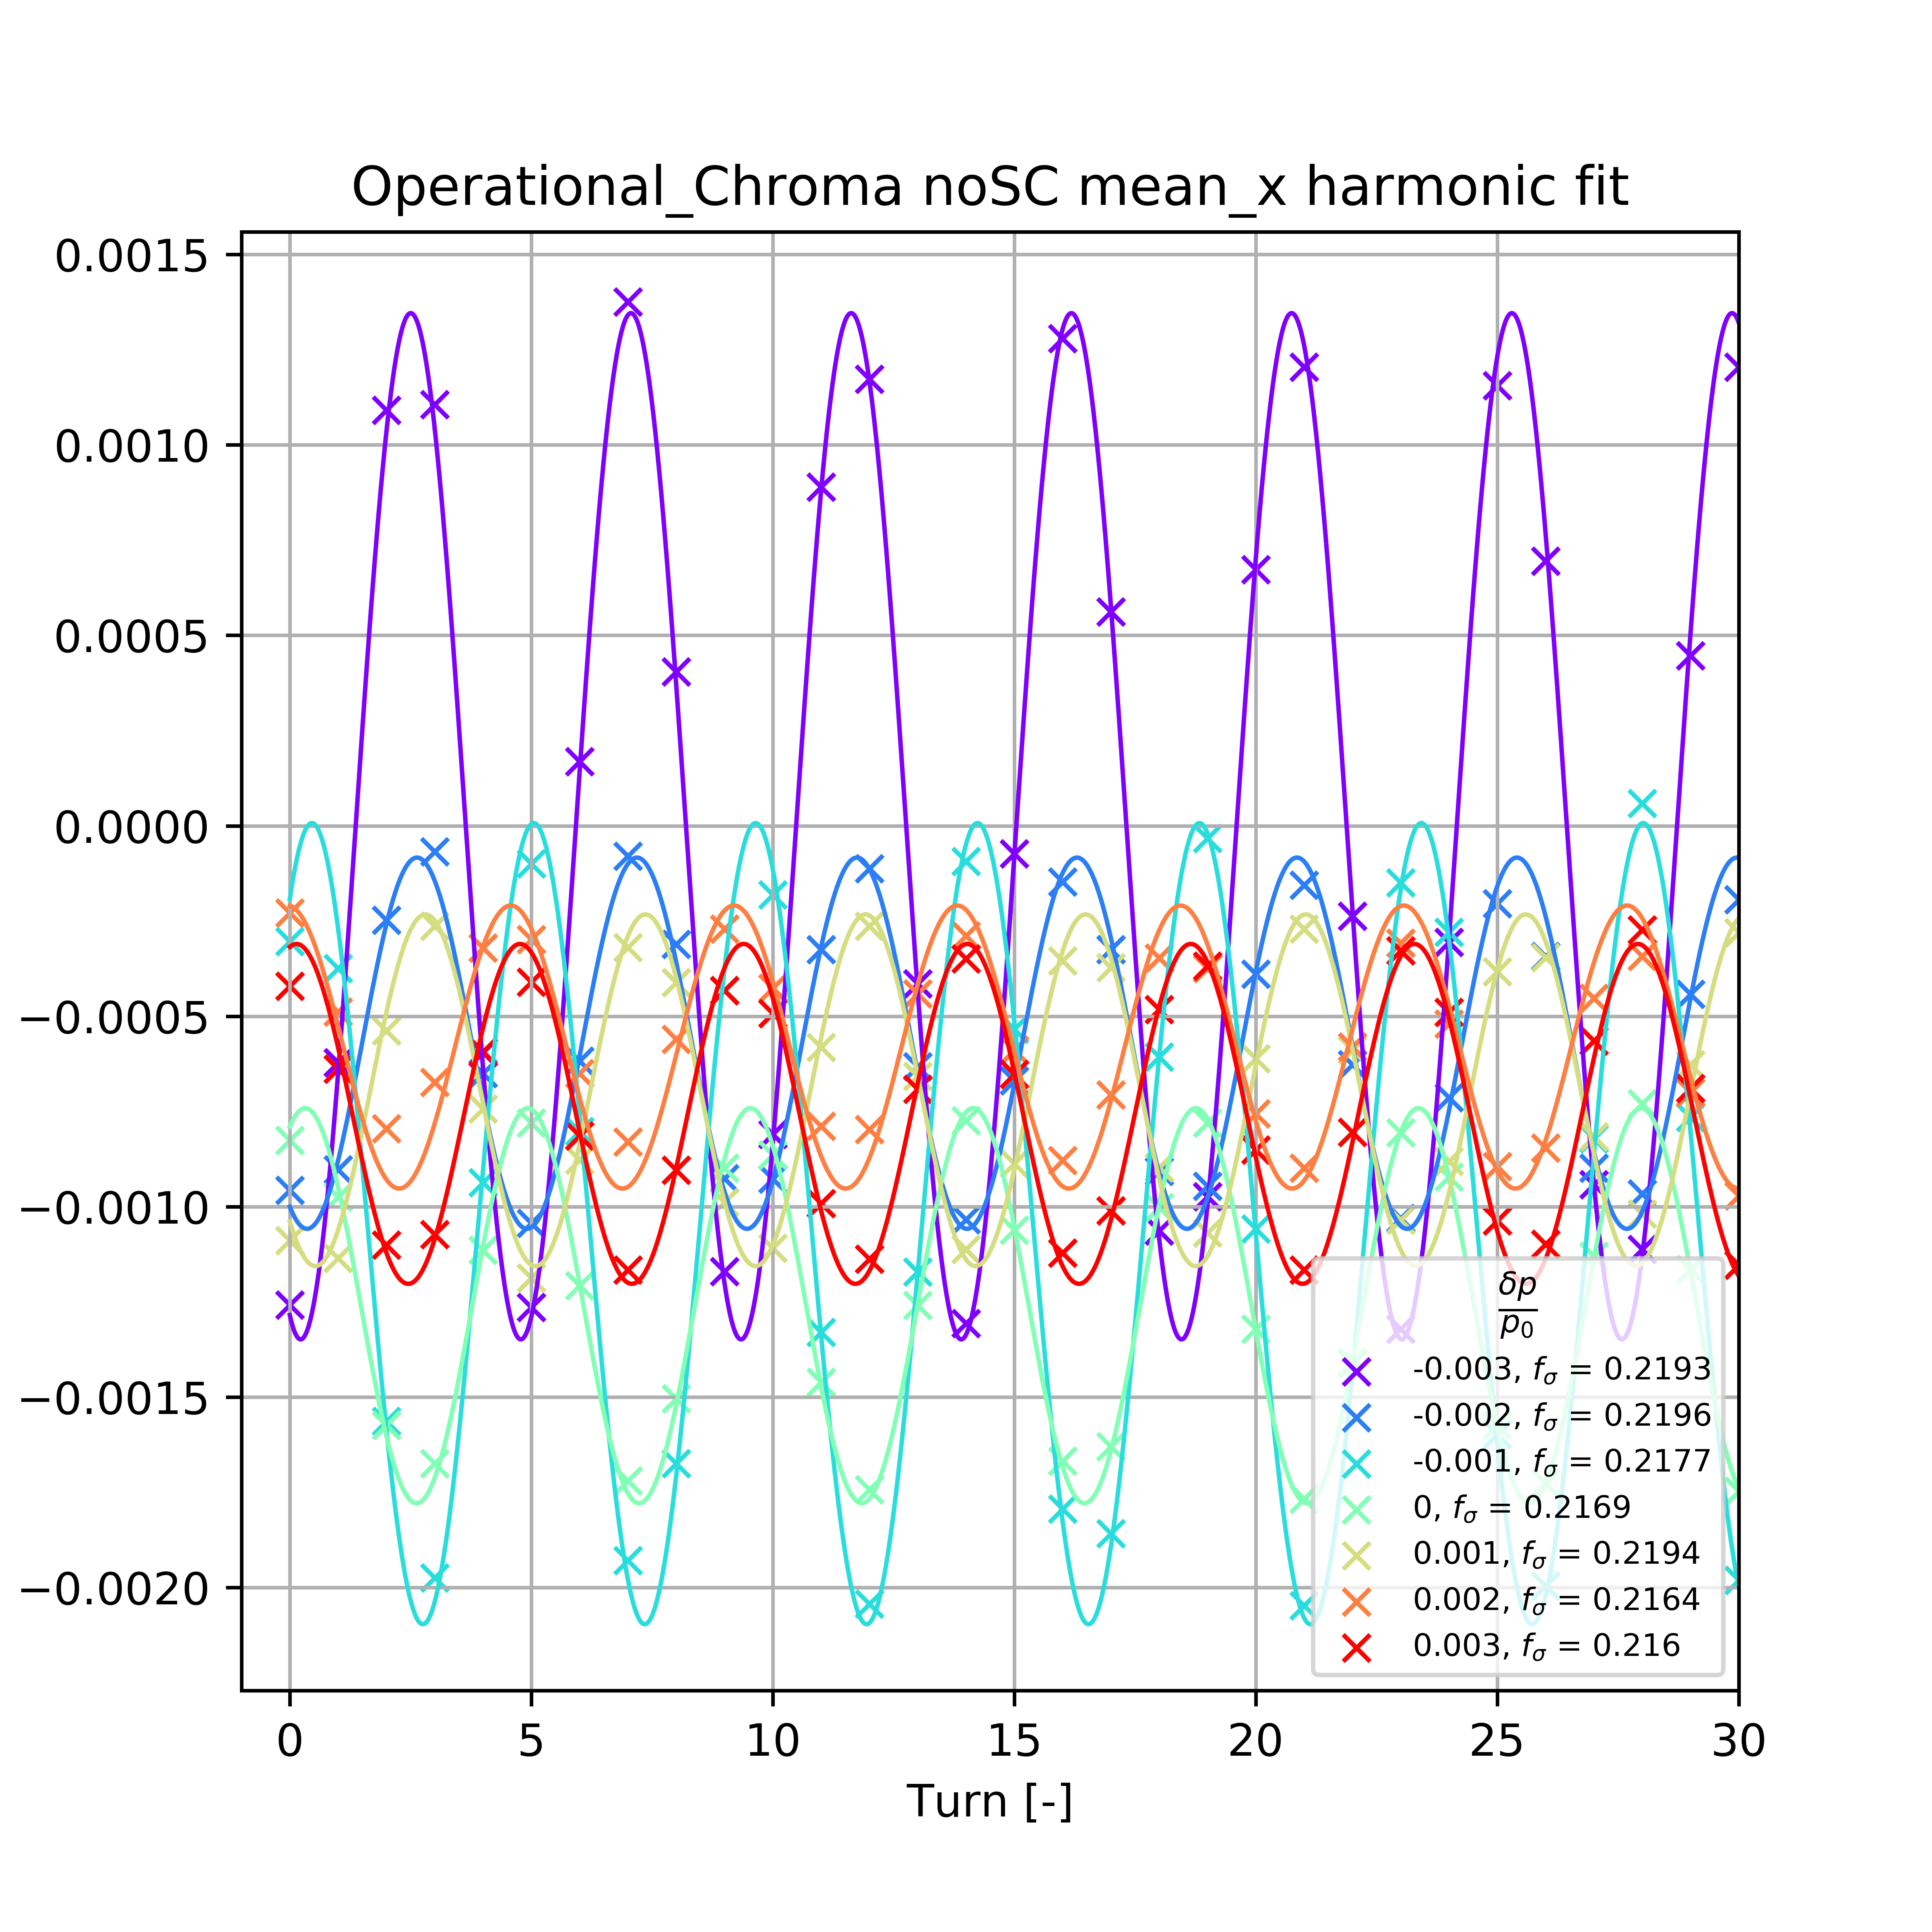 Operational_Chroma noSC mean_x harmonic fit
0.0015
0.0010
0.0005
0.0000
−0.0005
−0.0010
−0.0015
−0.0020
δp
p₀
-0.003, fσ = 0.2193
-0.002, fσ = 0.2196
-0.001, fσ = 0.2177
0, fσ = 0.2169
0.001, fσ = 0.2194
0.002, fσ = 0.2164
0.003, fσ = 0.216
0 5 10 15 20 25 30
Turn [-]